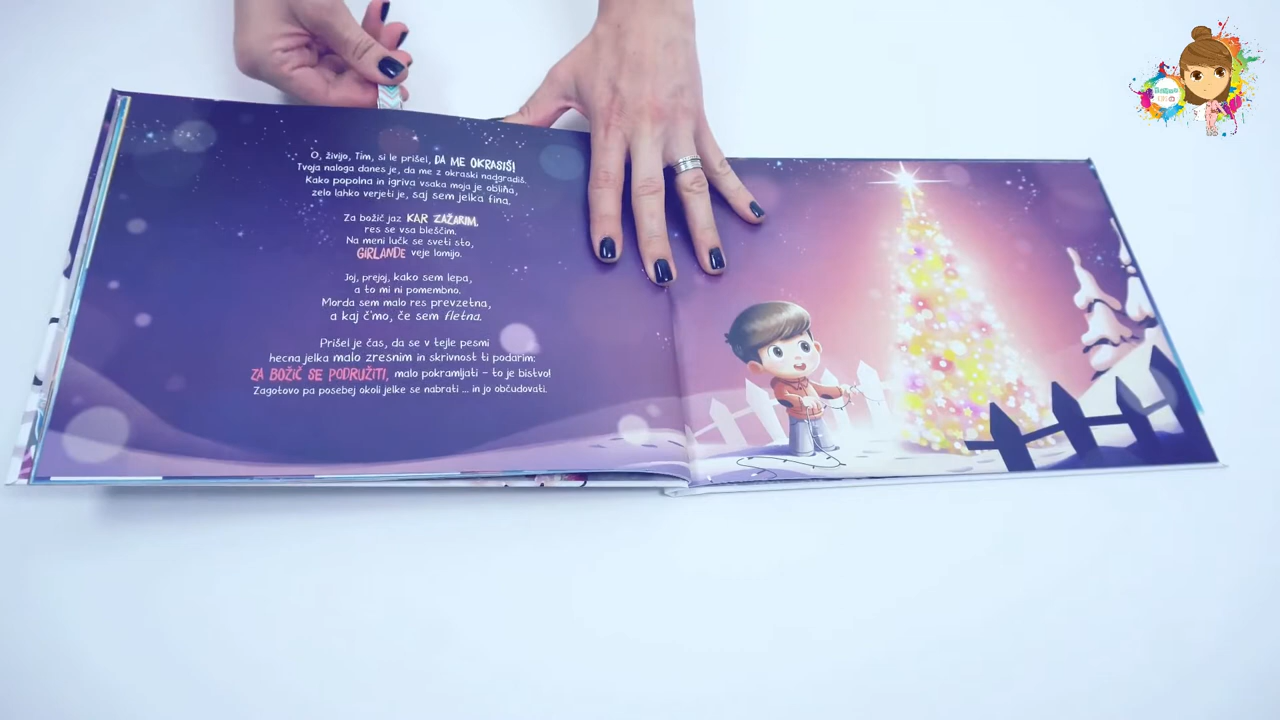 O, živijo, Tim, si le prišel, DA ME OKRASIŠ!
Tvoja naloga danes je, da me z okraski nadgradiš.
Kako popolna in igriva vsaka moja je oblina,
zelo lahko verjeti je, saj sem jelka fina.
Za božič jaz KAR ZAŽARIM,
res se vsa bleščim.
Na meni lučk se sveti sto,
GIRLANDE veje lomijo.
Joj, prejoj, kako sem lepa,
a to mi ni pomembno.
Morda sem malo res prevzetna,
a kaj č'mo, če sem fletna.
Prišel je čas, da se v tejle pesmi
hecna jelka malo zresnim in skrivnost ti podarim:
ZA BOŽIČ SE PODRUŽITI, malo pokramljati – to je bistvo!
Zagotovo pa posebej okoli jelke se nabrati ... in jo občudovati.